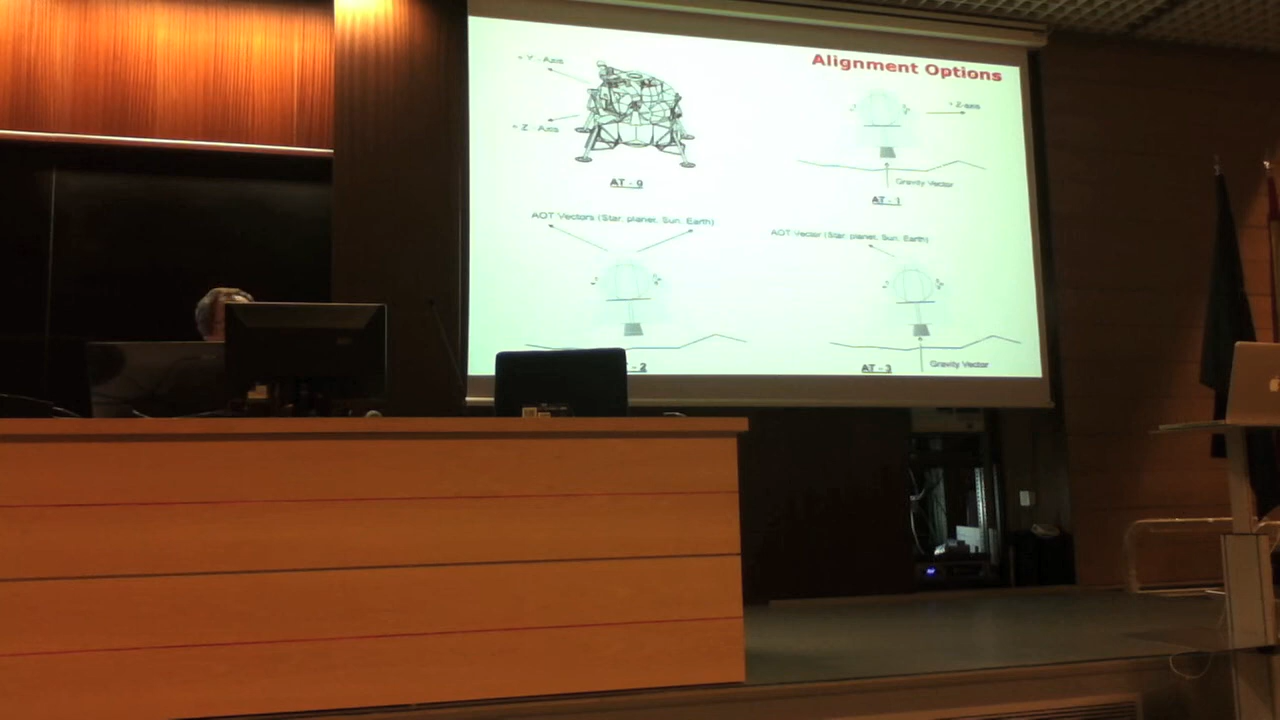 Alignment Options
+ Y - Axis
+ Z - Axis
AT - 0
+ Z-axis
Gravity Vector
AT - 1
AOT Vectors (Star, planet, Sun, Earth)
- 2
AOT Vector (Star, planet, Sun, Earth)
Gravity Vector
AT - 3